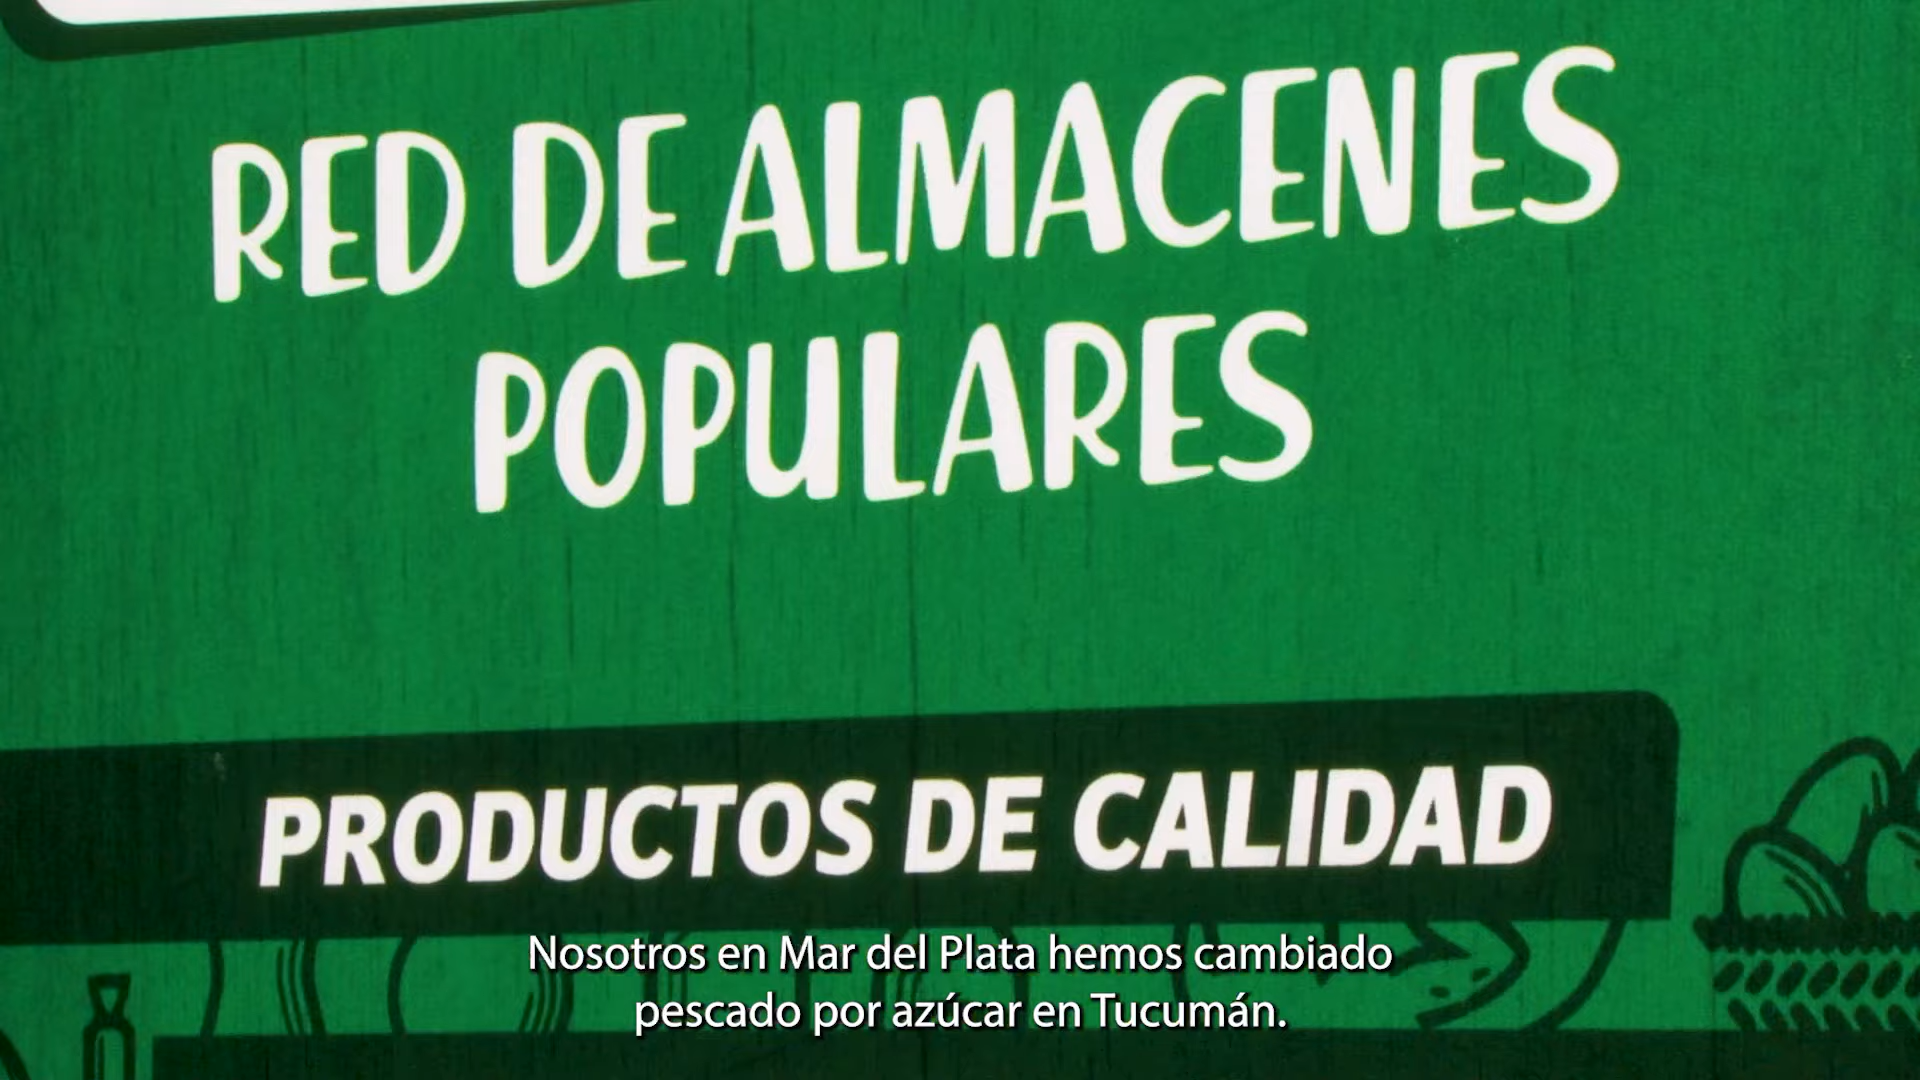 RED DE ALMACENES
POPULARES
PRODUCTOS DE CALIDAD
Nosotros en Mar del Plata hemos cambiado
pescado por azúcar en Tucumán.